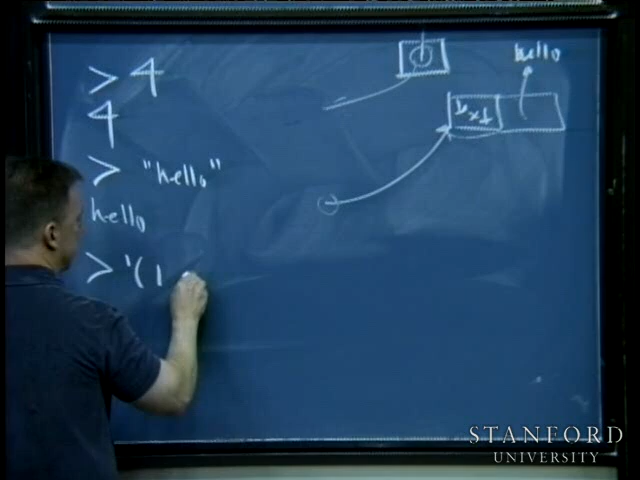 > 4
4
> "hello"
hello
> '(1
hello
STANFORD
UNIVERSITY